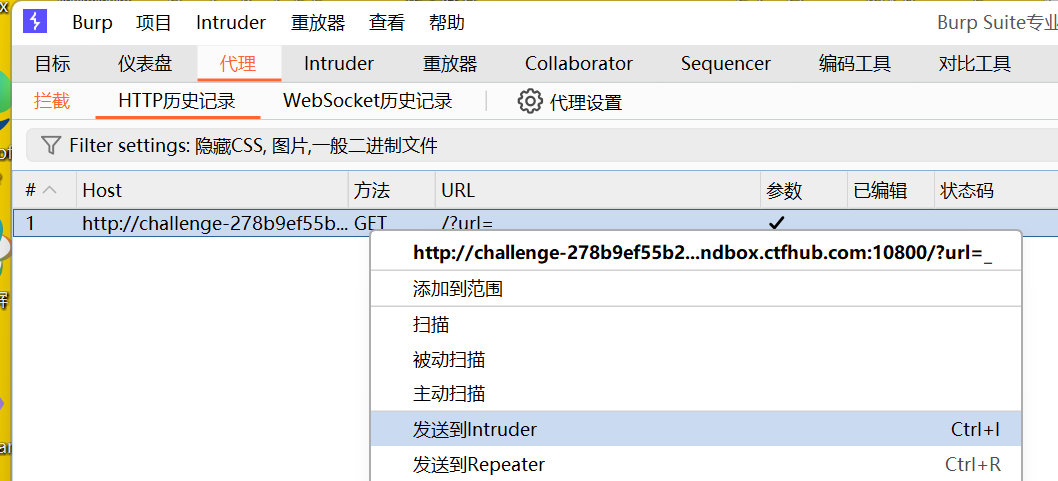 Burp 项目 Intruder 重放器 查看 帮助 Burp Suite专业
目标 仪表盘 代理 Intruder 重放器 Collaborator Sequencer 编码工具 对比工具
拦截 HTTP历史记录 WebSocket历史记录 代理设置
Filter settings: 隐藏CSS, 图片,一般二进制文件
# Host 方法 URL 参数 已编辑 状态码
1 http://challenge-278b9ef55b... GET /?url=_ ✓
http://challenge-278b9ef55b2...ndbox.ctfhub.com:10800/?url=_
添加到范围
扫描
被动扫描
主动扫描
发送到Intruder Ctrl+I
发送到Repeater Ctrl+R